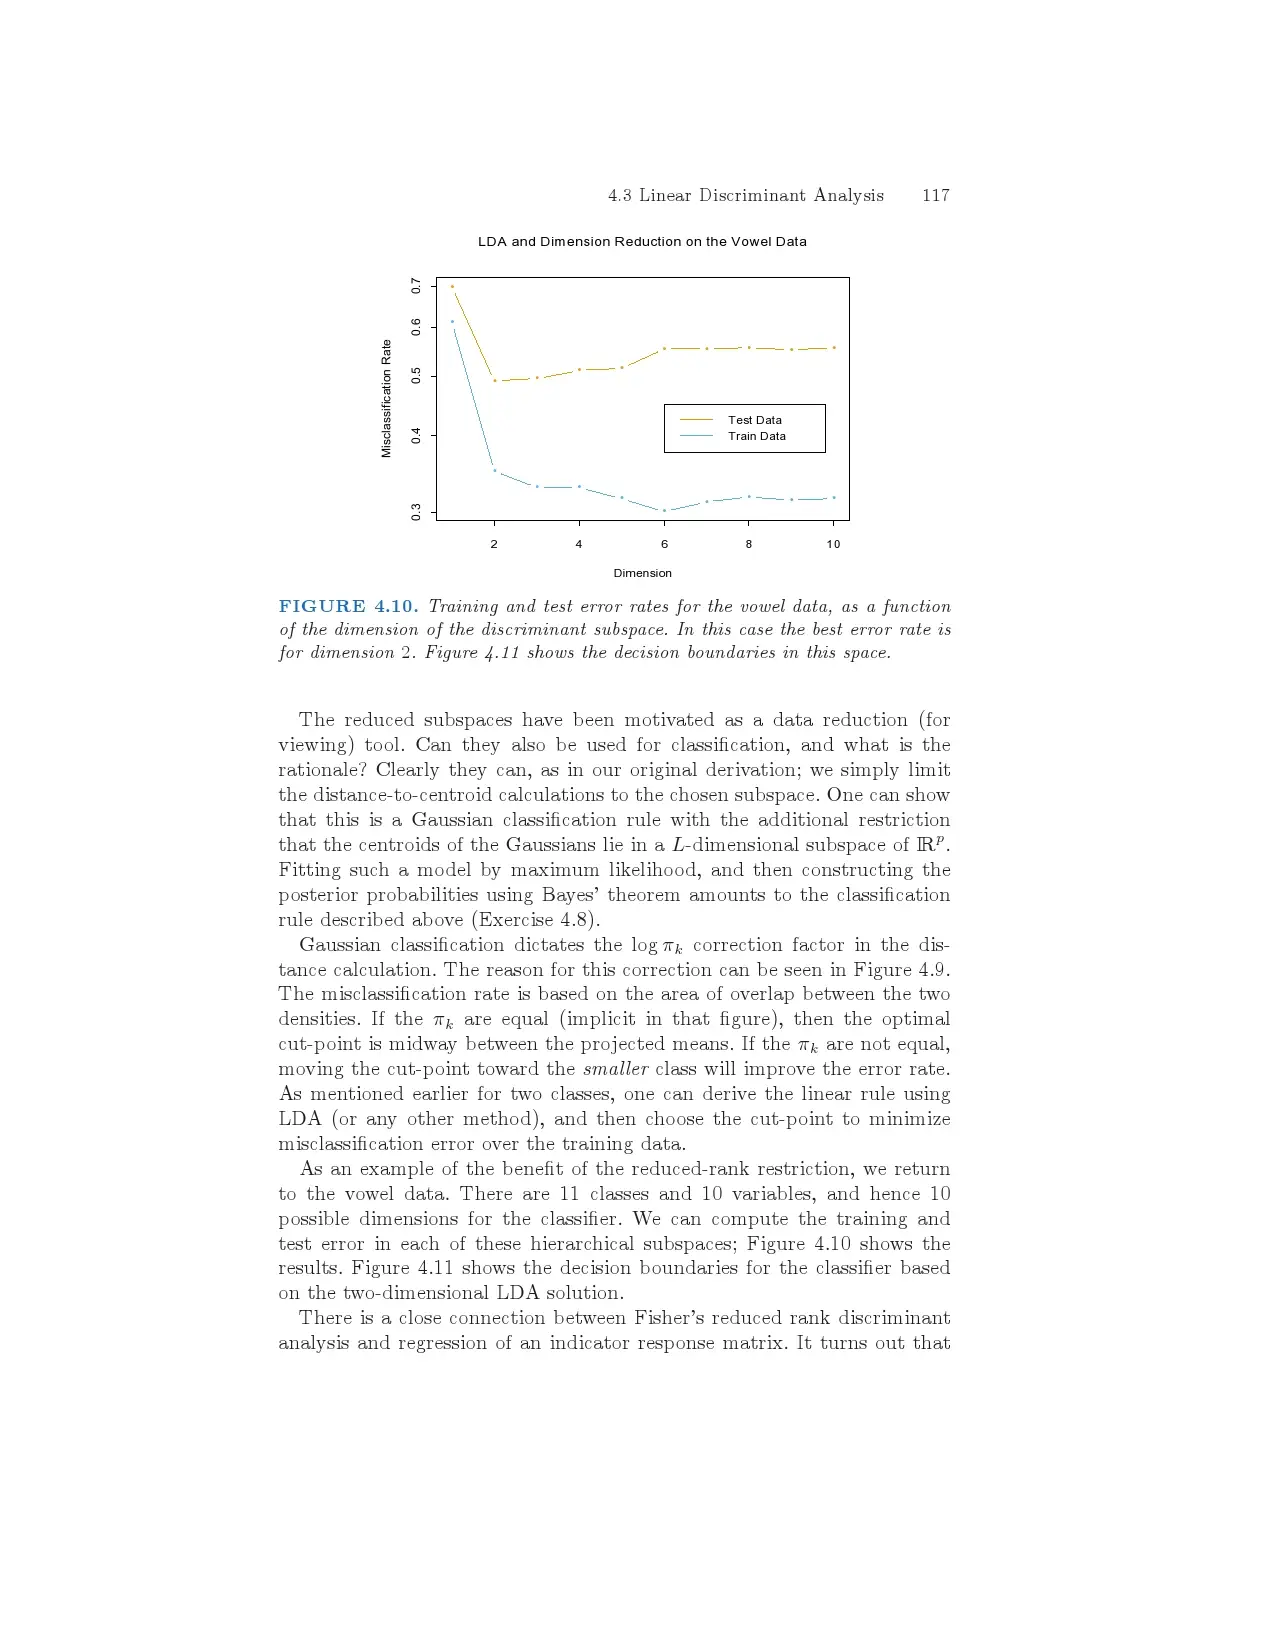 4.3 Linear Discriminant Analysis 117
LDA and Dimension Reduction on the Vowel Data
Misclassification Rate
0.7
0.6
0.5
0.4
0.3
Test Data
Train Data
2 4 6 8 10
Dimension
FIGURE 4.10. Training and test error rates for the vowel data, as a function
of the dimension of the discriminant subspace. In this case the best error rate is
for dimension 2. Figure 4.11 shows the decision boundaries in this space.
The reduced subspaces have been motivated as a data reduction (for
viewing) tool. Can they also be used for classification, and what is the
rationale? Clearly they can, as in our original derivation; we simply limit
the distance-to-centroid calculations to the chosen subspace. One can show
that this is a Gaussian classification rule with the additional restriction
that the centroids of the Gaussians lie in a L-dimensional subspace of ℝ^p.
Fitting such a model by maximum likelihood, and then constructing the
posterior probabilities using Bayes' theorem amounts to the classification
rule described above (Exercise 4.8).
Gaussian classification dictates the log π_k correction factor in the dis-
tance calculation. The reason for this correction can be seen in Figure 4.9.
The misclassification rate is based on the area of overlap between the two
densities. If the π_k are equal (implicit in that figure), then the optimal
cut-point is midway between the projected means. If the π_k are not equal,
moving the cut-point toward the smaller class will improve the error rate.
As mentioned earlier for two classes, one can derive the linear rule using
LDA (or any other method), and then choose the cut-point to minimize
misclassification error over the training data.
As an example of the benefit of the reduced-rank restriction, we return
to the vowel data. There are 11 classes and 10 variables, and hence 10
possible dimensions for the classifier. We can compute the training and
test error in each of these hierarchical subspaces; Figure 4.10 shows the
results. Figure 4.11 shows the decision boundaries for the classifier based
on the two-dimensional LDA solution.
There is a close connection between Fisher's reduced rank discriminant
analysis and regression of an indicator response matrix. It turns out that